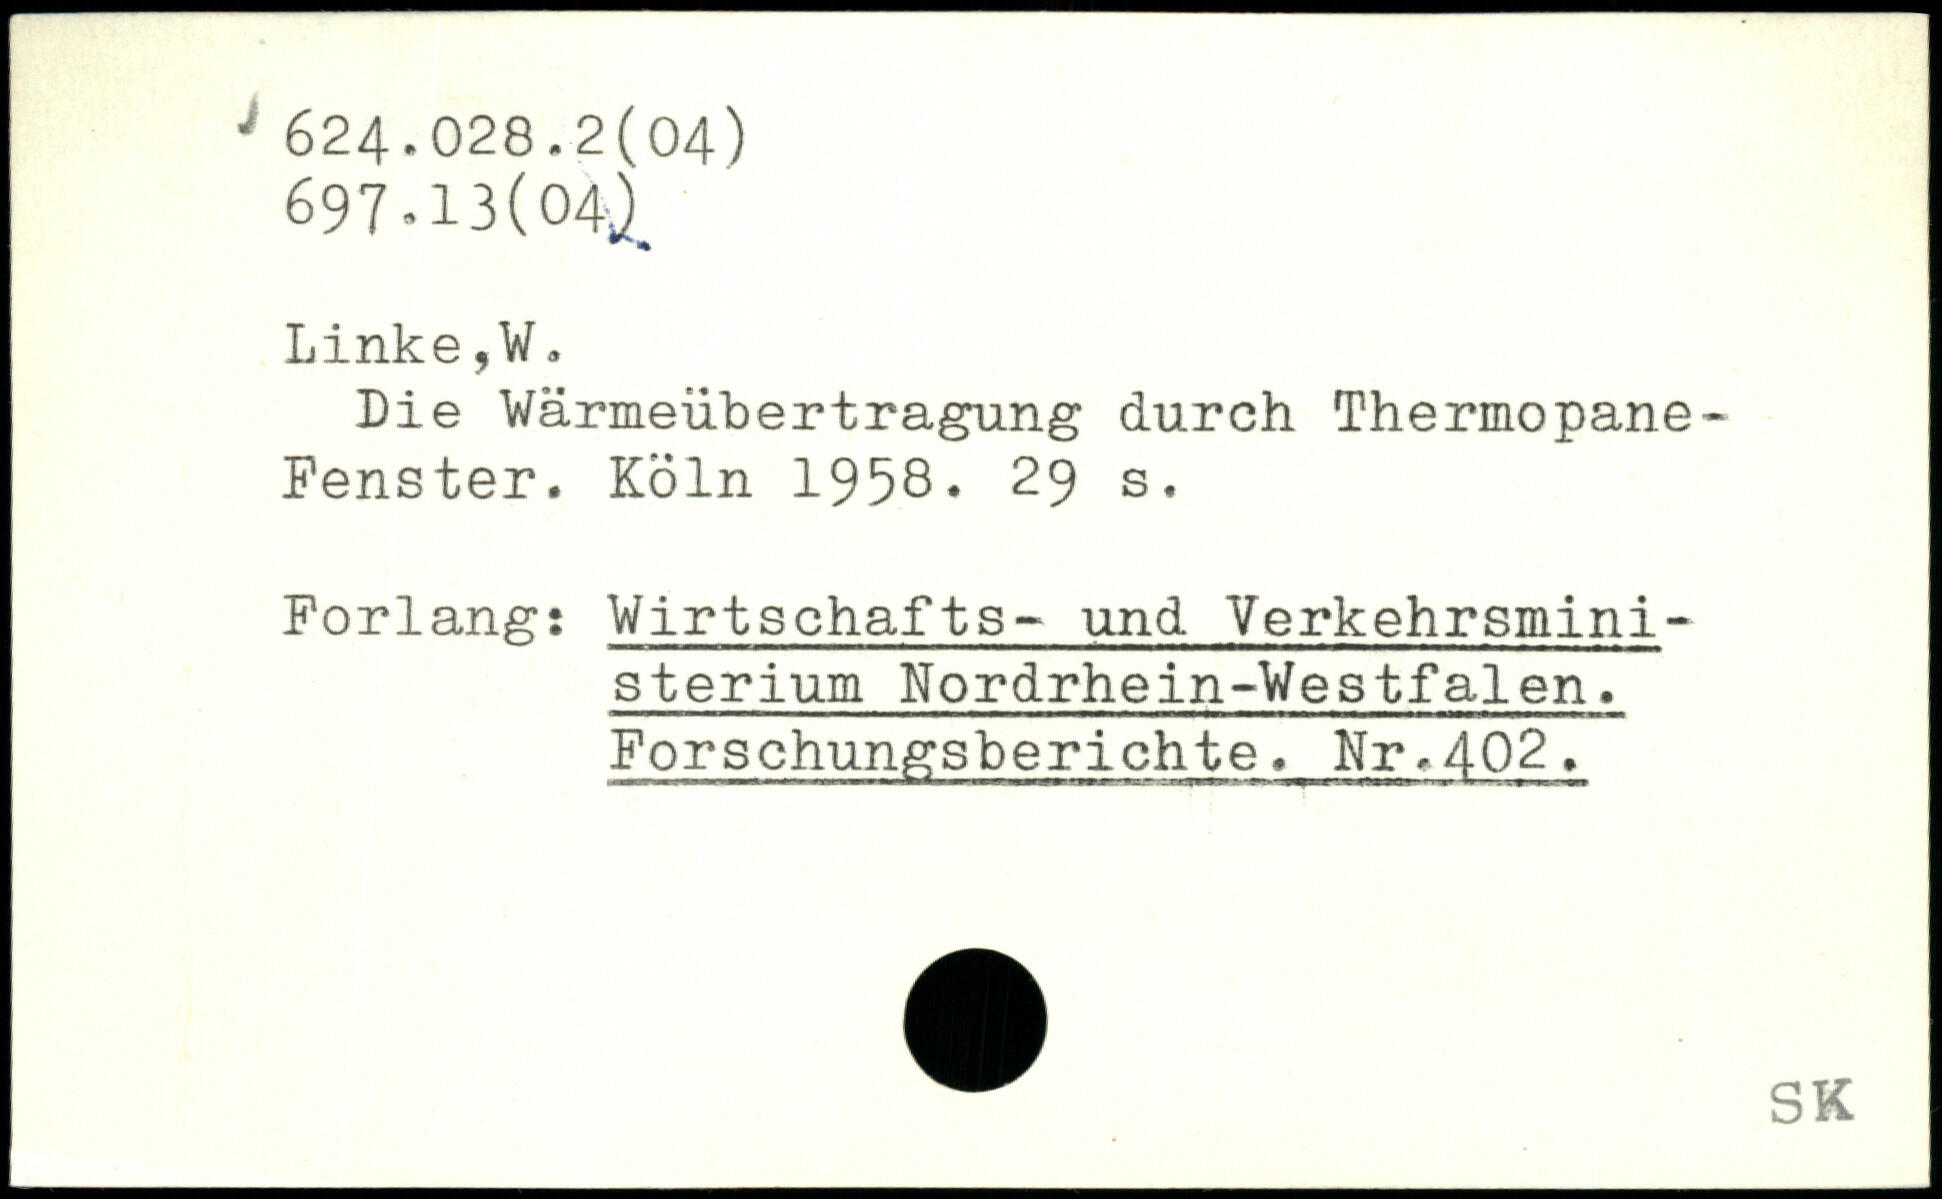 624.028.2(04)
697.13(04)
Linke,W.
Die Wärmeübertragung durch Thermopane-
Fenster. Köln 1958. 29 s.
Forlang: Wirtschafts- und Verkehrsmini-
sterium Nordrhein-Westfalen.
Forschungsberichte. Nr.402.
SK